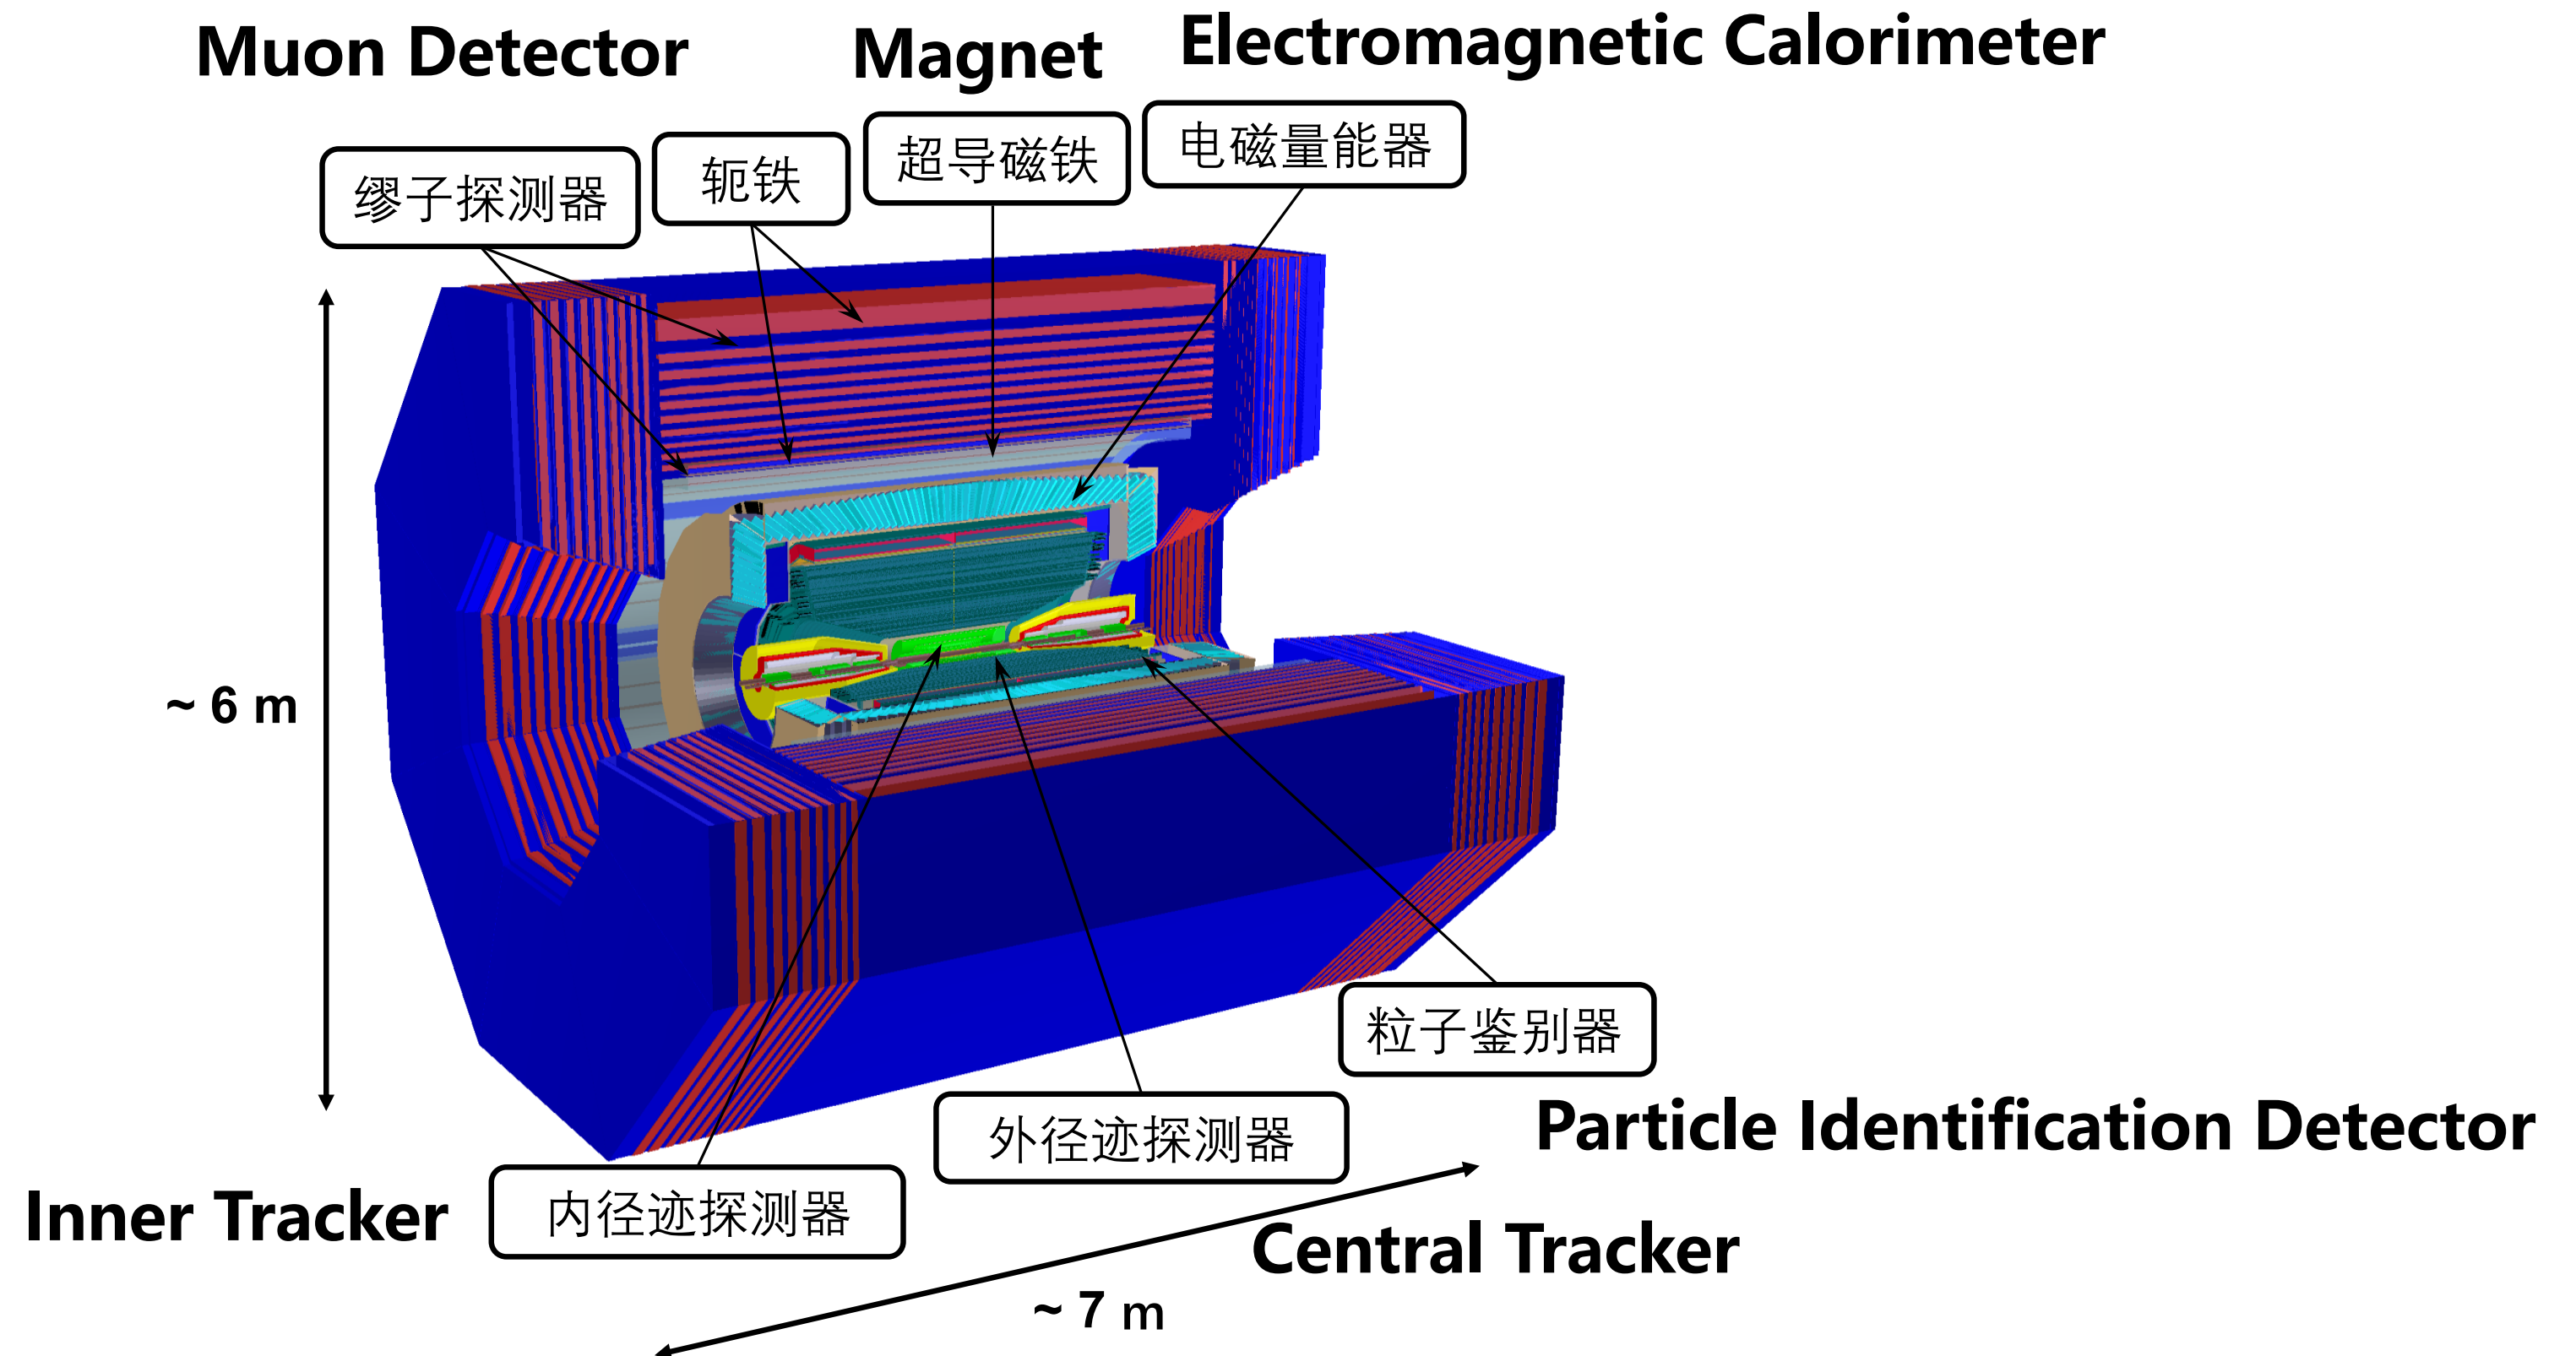 Muon Detector
Magnet
Electromagnetic Calorimeter
缪子探测器
轭铁
超导磁铁
电磁量能器
~ 6 m
粒子鉴别器
Particle Identification Detector
外径迹探测器
Inner Tracker
内径迹探测器
Central Tracker
~ 7 m